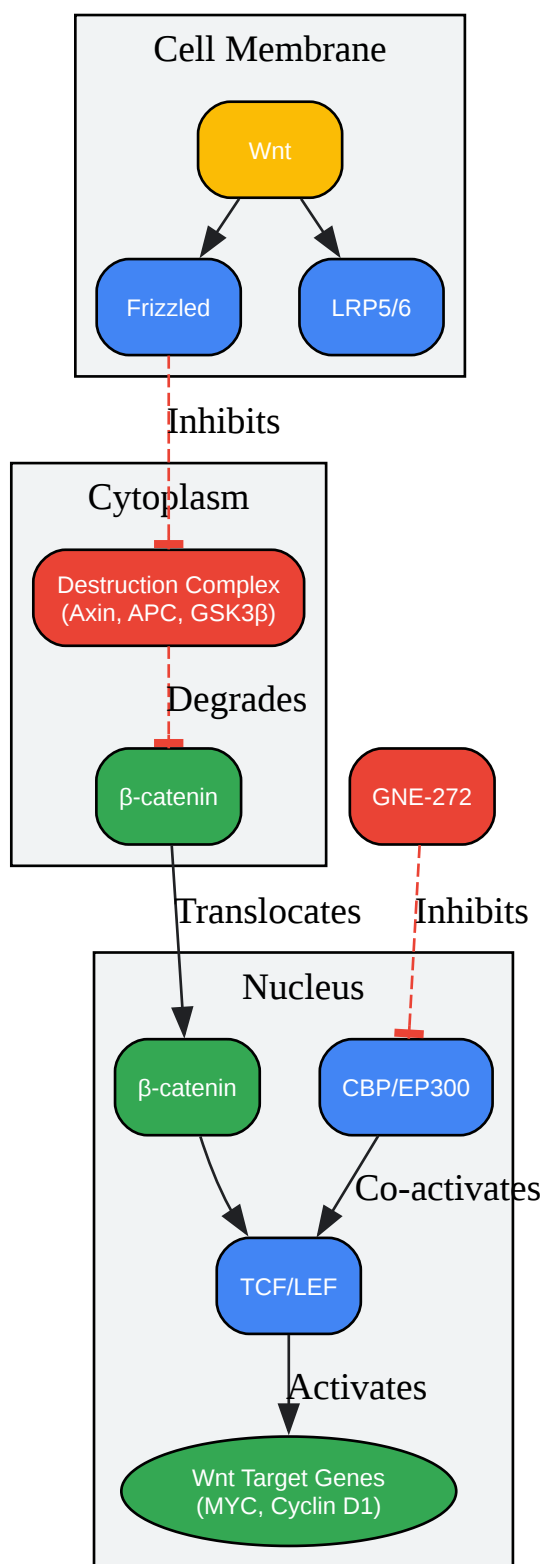 Cell Membrane
Wnt
Frizzled
LRP5/6
Inhibits
Cytoplasm
Destruction Complex
(Axin, APC, GSK3β)
Degrades
β-catenin
GNE-272
Translocates
Inhibits
Nucleus
β-catenin
CBP/EP300
Co-activates
TCF/LEF
Activates
Wnt Target Genes
(MYC, Cyclin D1)